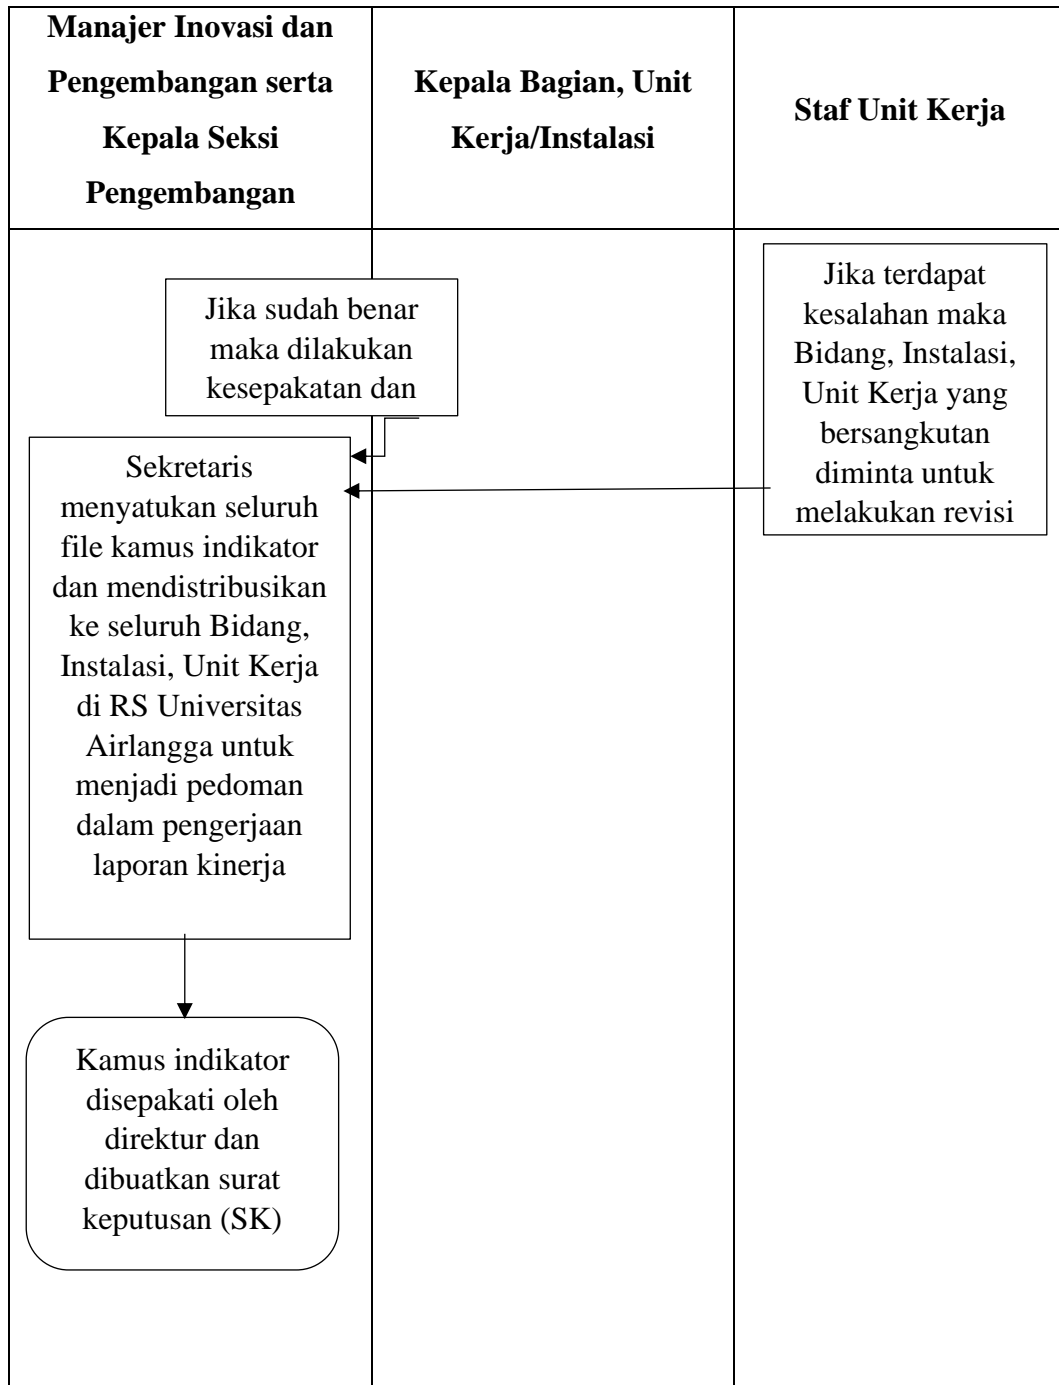 Manajer Inovasi dan
Pengembangan serta
Kepala Seksi
Pengembangan
Kepala Bagian, Unit
Kerja/Instalasi
Staf Unit Kerja
Jika sudah benar
maka dilakukan
kesepakatan dan
Jika terdapat
kesalahan maka
Bidang, Instalasi,
Unit Kerja yang
bersangkutan
diminta untuk
melakukan revisi
Sekretaris
menyatukan seluruh
file kamus indikator
dan mendistribusikan
ke seluruh Bidang,
Instalasi, Unit Kerja
di RS Universitas
Airlangga untuk
menjadi pedoman
dalam pengerjaan
laporan kinerja
Kamus indikator
disepakati oleh
direktur dan
dibuatkan surat
keputusan (SK)